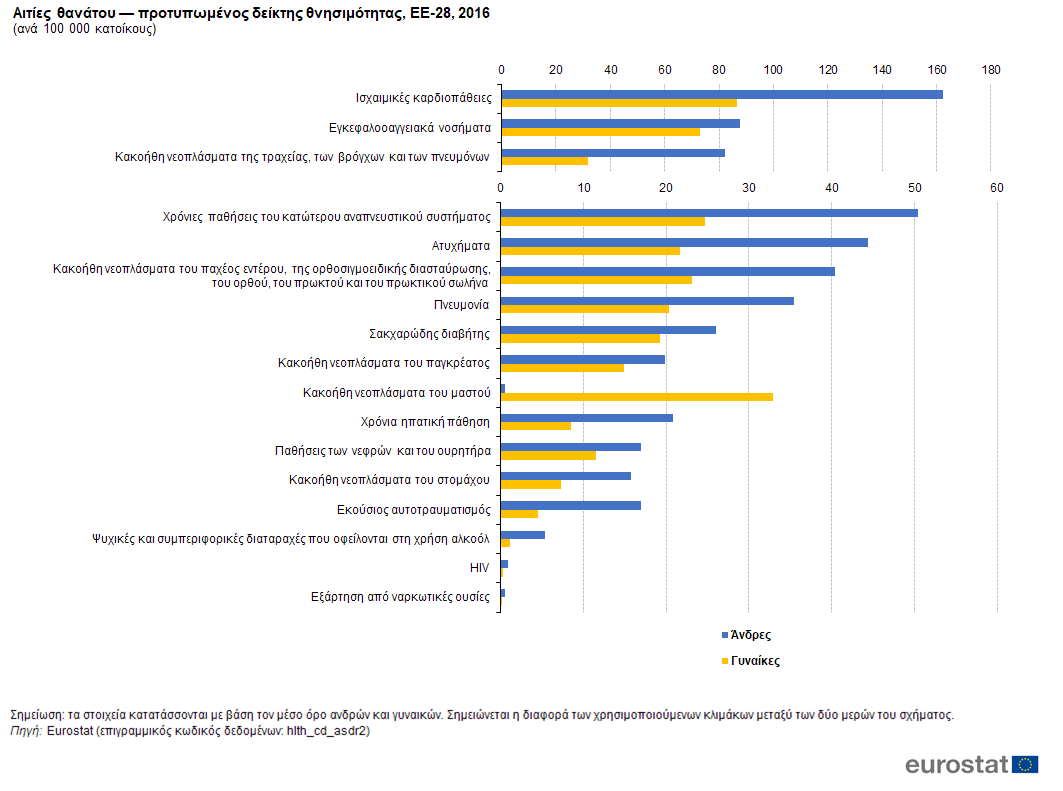 Αιτίες θανάτου — προτυπωμένος δείκτης θνησιμότητας, ΕΕ-28, 2016
(ανά 100 000 κατοίκους)
0 20 40 60 80 100 120 140 160 180
Ισχαιμικές καρδιοπάθειες
Εγκεφαλοοαγγειακά νοσήματα
Κακοήθη νεοπλάσματα της τραχείας, των βρόγχων και των πνευμόνων
0 10 20 30 40 50 60
Χρόνιες παθήσεις του κατώτερου αναπνευστικού συστήματος
Ατυχήματα
Κακοήθη νεοπλάσματα του παχέος εντέρου, της ορθοσιγμοειδικής διασταύρωσης,
του ορθού, του πρωκτού και του πρωκτικού σωλήνα
Πνευμονία
Σακχαρώδης διαβήτης
Κακοήθη νεοπλάσματα του παγκρέατος
Κακοήθη νεοπλάσματα του μαστού
Χρόνια ηπατική πάθηση
Παθήσεις των νεφρών και του ουρητήρα
Κακοήθη νεοπλάσματα του στομάχου
Εκούσιος αυτοτραυματισμός
Ψυχικές και συμπεριφορικές διαταραχές που οφείλονται στη χρήση αλκοόλ
HIV
Εξάρτηση από ναρκωτικές ουσίες
Άνδρες
Γυναίκες
Σημείωση: τα στοιχεία κατατάσσονται με βάση τον μέσο όρο ανδρών και γυναικών. Σημειώνεται η διαφορά των χρησιμοποιούμενων κλιμάκων μεταξύ των δύο μερών του σχήματος.
Πηγή: Eurostat (επιγραμμικός κωδικός δεδομένων: hlth_cd_asdr2)
eurostat